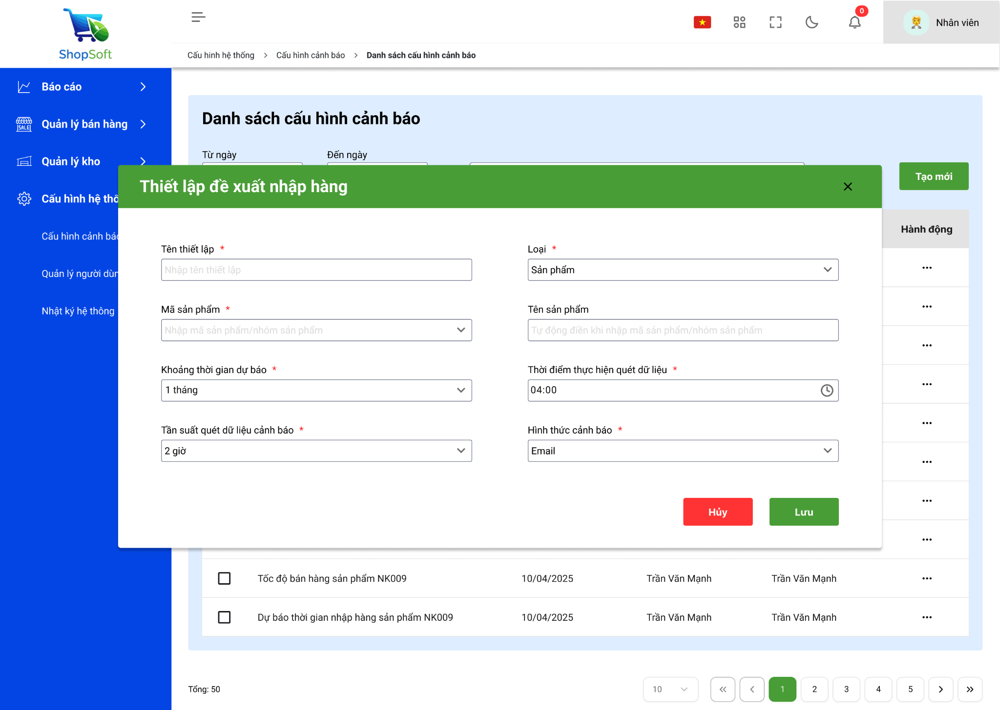 ShopSoft
0
Nhân viên
Cấu hinh hệ thống > Cấu hình cảnh báo > Danh sách cấu hình cảnh báo
Báo cáo
SALE
Quản lý bán hàng
Quản lý kho
Cấu hình hệ thố
Cấu hình cảnh báo
Quản lý người dùn
Nhật ký hệ thông
Danh sách cấu hình cảnh báo
Từ ngày
Đến ngày
Tạo mới
Thiết lập đề xuất nhập hàng
Hành động
Tên thiết lập *
Nhập tên thiết lập
Loại *
Sản phẩm
Mã sản phẩm *
Nhập mã sản phẩm/nhóm sản phẩm
Tên sản phẩm
Tự động điền khi nhập mã sản phẩm/nhóm sản phẩm
Khoảng thời gian dự báo *
1 tháng
Thời điểm thực hiện quét dữ liệu *
04:00
Tần suất quét dữ liệu cảnh báo *
2 giờ
Hình thức cảnh báo *
Email
Hủy
Lưu
Tốc độ bán hàng sản phẩm NK009 10/04/2025 Trần Văn Mạnh Trần Văn Mạnh
Dự báo thời gian nhập hàng sản phẩm NK009 10/04/2025 Trần Văn Mạnh Trần Văn Mạnh
Tổng: 50
10
1 2 3 4 5